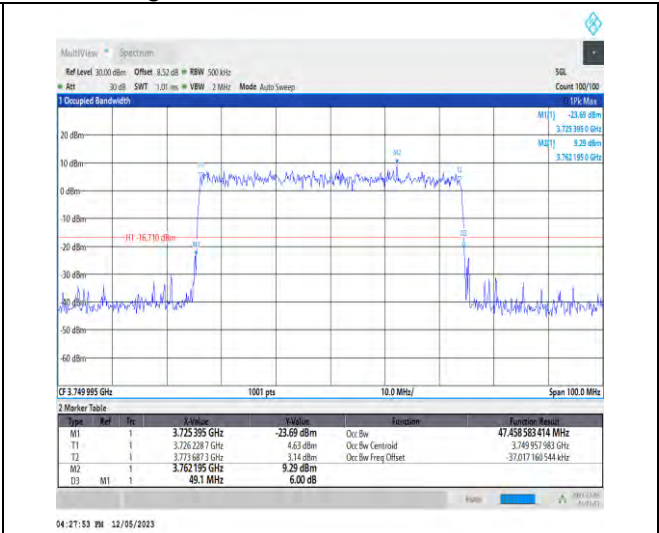 MultiView Spectrum
Ref Level 30.00 dBm Offset 8.52 dB RBW 500 kHz SGL
Att 30 dB SWT 1.01 ms VBW 2 MHz Mode Auto Sweep Count 100/100
1 Occupied Bandwidth 1Pk Max
M1[1] -23.69 dBm
3.725 395 0 GHz
M2[1] 9.29 dBm
3.762 195 0 GHz
20 dBm
10 dBm
0 dBm
-10 dBm
H1 -16.710 dBm
-20 dBm
-30 dBm
-40 dBm
-50 dBm
-60 dBm
M2
T2
D3
M1
CF 3.749 995 GHz 1001 pts 10.0 MHz/ Span 100.0 MHz
2 Marker Table
Type Ref Trc X-Value Y-Value Function Function Result
M1 1 3.725 395 GHz -23.69 dBm Occ Bw 47.458 583 414 MHz
T1 1 3.726 228 7 GHz 4.63 dBm Occ Bw Centroid 3.749 957 983 GHz
T2 1 3.773 687 3 GHz 3.14 dBm Occ Bw Freq Offset -37.017 160 544 kHz
M2 1 3.762 195 GHz 9.29 dBm
D3 M1 1 49.1 MHz 6.00 dB
04:27:53 PM 12/05/2023